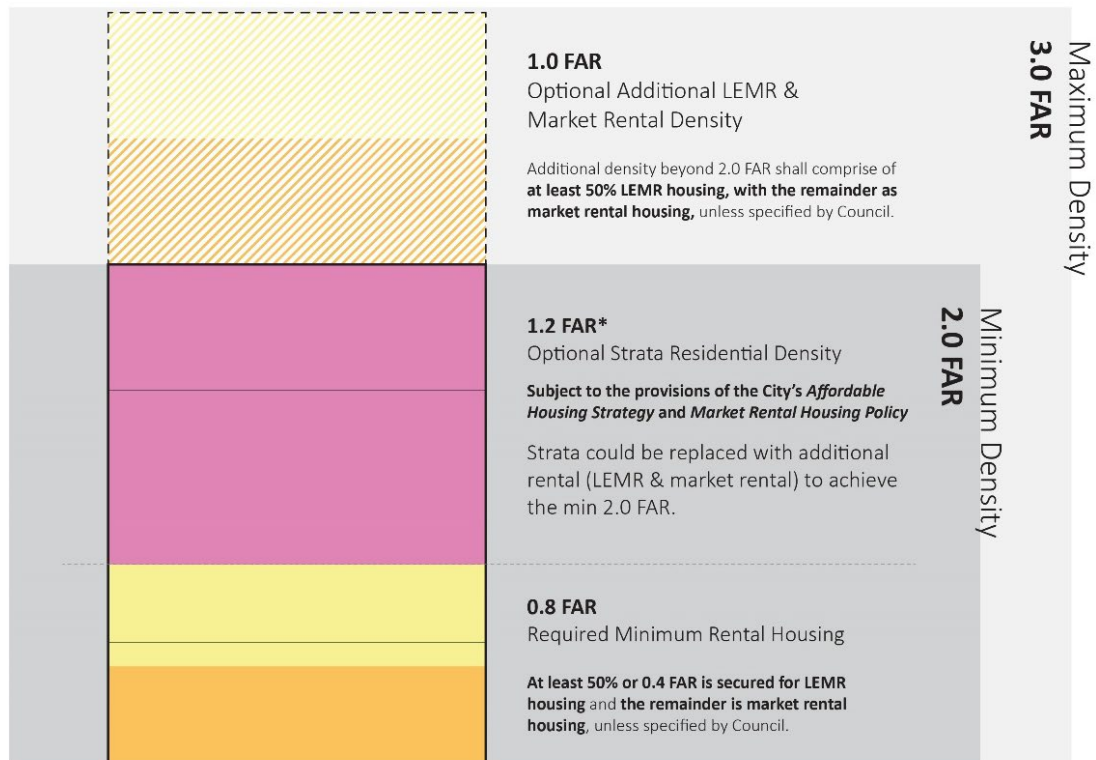 1.0 FAR
Optional Additional LEMR &
Market Rental Density
Additional density beyond 2.0 FAR shall comprise of
at least 50% LEMR housing, with the remainder as
market rental housing, unless specified by Council.
3.0 FAR
Maximum Density
1.2 FAR*
Optional Strata Residential Density
Subject to the provisions of the City's Affordable
Housing Strategy and Market Rental Housing Policy
Strata could be replaced with additional
rental (LEMR & market rental) to achieve
the min 2.0 FAR.
2.0 FAR
Minimum Density
0.8 FAR
Required Minimum Rental Housing
At least 50% or 0.4 FAR is secured for LEMR
housing and the remainder is market rental
housing, unless specified by Council.